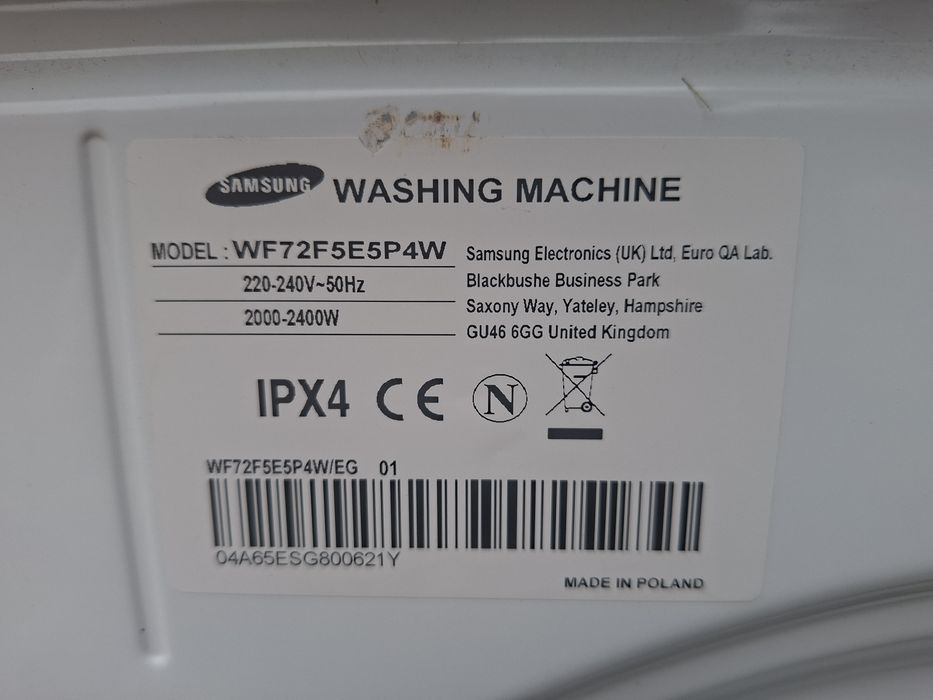 SAMSUNG WASHING MACHINE
MODEL : WF72F5E5P4W
220-240V~50Hz
2000-2400W
Samsung Electronics (UK) Ltd, Euro QA Lab.
Blackbushe Business Park
Saxony Way, Yateley, Hampshire
GU46 6GG United Kingdom
IPX4 CE N
WF72F5E5P4W/EG 01
04A65ESG800621Y
MADE IN POLAND